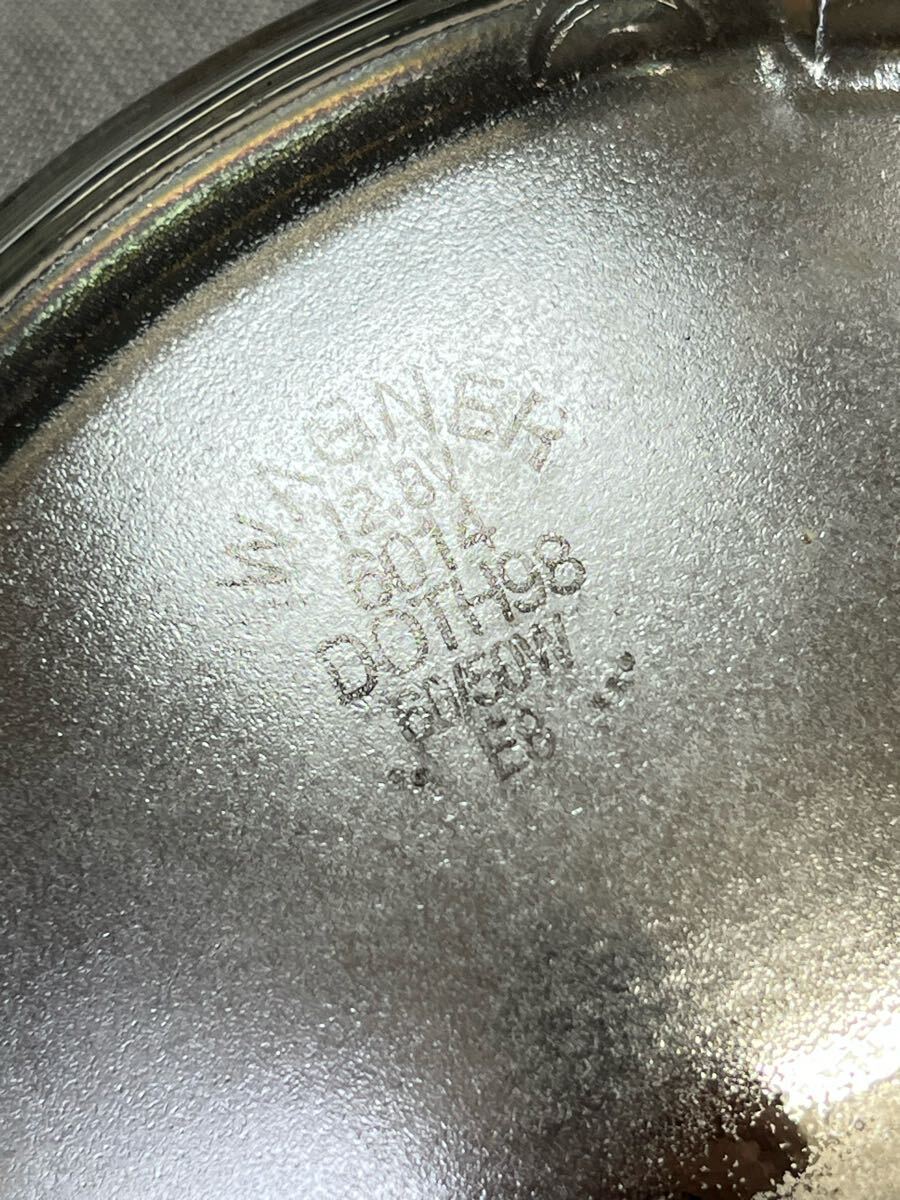 WAGNER
12.8V
6014
DOTH98
60/50W
E8